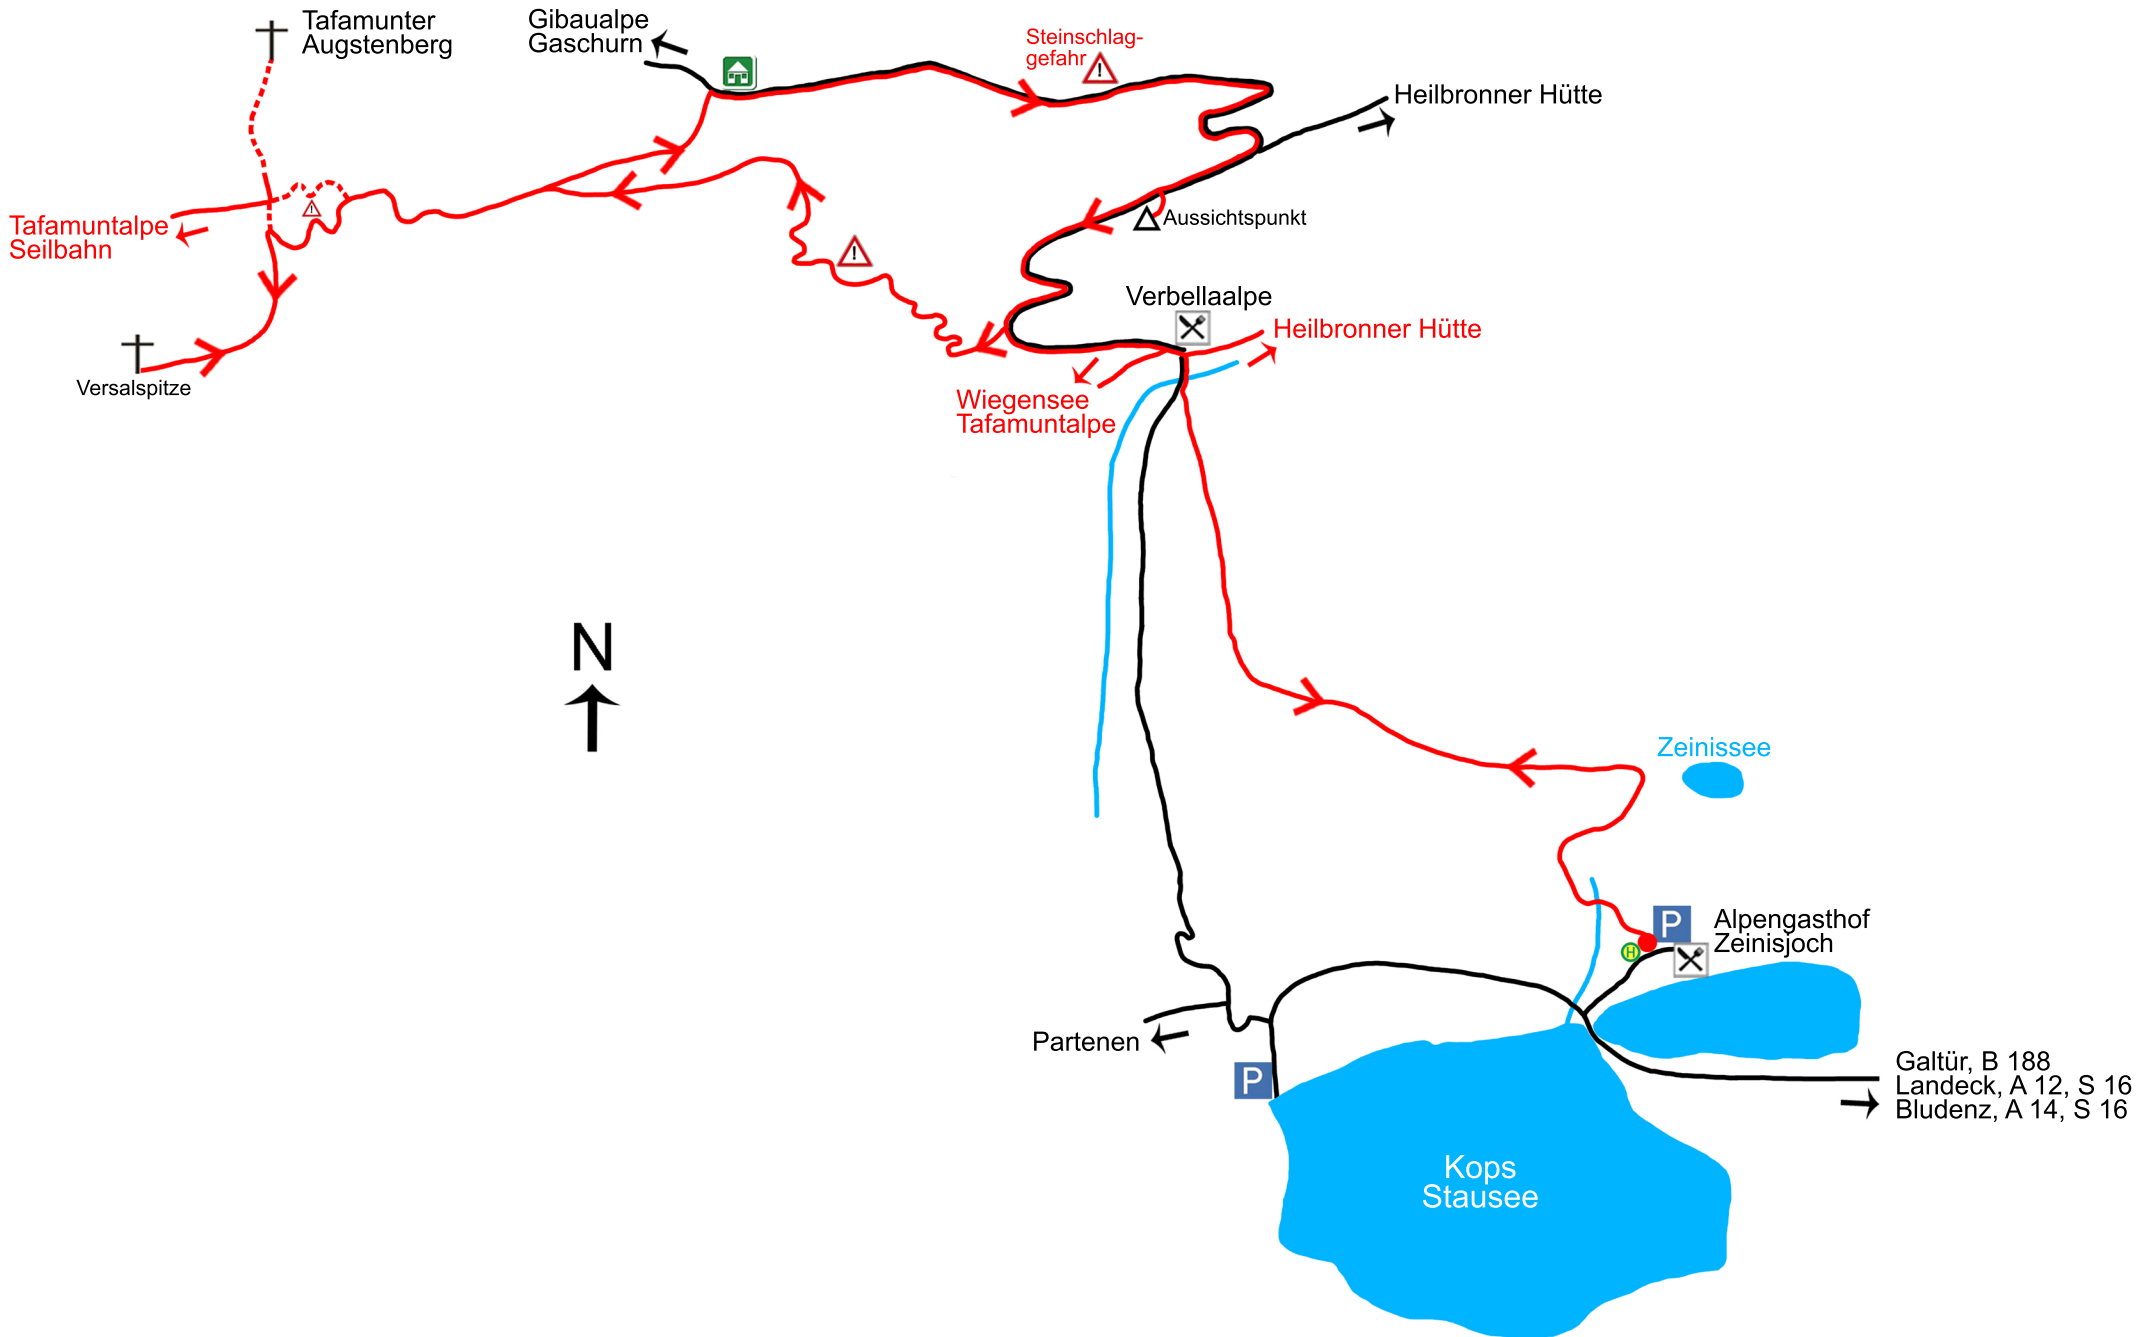 Tafamunter
Augstenberg
Gibaualpe
Gaschurn
Steinschlag-
gefahr
!
Heilbronner Hütte
Tafamuntalpe
Seilbahn
!
Aussichtspunkt
!
Verbellaalpe
Heilbronner Hütte
Versalspitze
Wiegensee
Tafamuntalpe
N
Zeinissee
P
Alpengasthof
Zeinisjoch
H
Partenen
P
Galtür, B 188
Landeck, A 12, S 16
Bludenz, A 14, S 16
Kops
Stausee